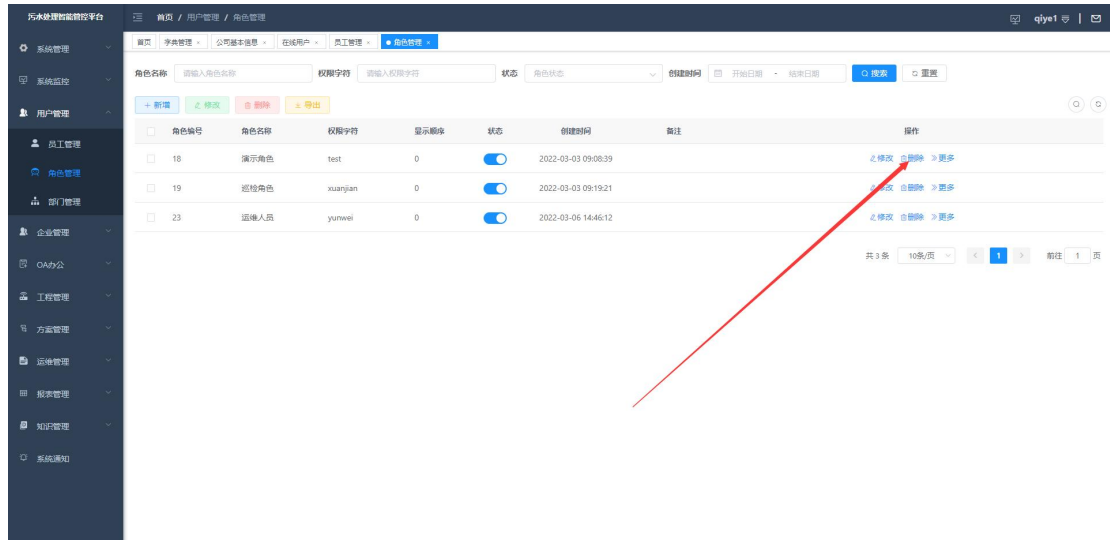 污水处理智能管控平台
首页 / 用户管理 / 角色管理
qiye1
系统管理
系统监控
用户管理
员工管理
角色管理
部门管理
企业管理
OA办公
工程管理
方案管理
运维管理
报表管理
知识管理
系统通知
首页 字典管理 × 公司基本信息 × 在线用户 × 员工管理 × 角色管理 ×
角色名称 请输入角色名称 权限字符 请输入权限字符 状态 角色状态 创建时间 开始日期 - 结束日期 搜索 重置
+ 新增 修改 删除 导出
角色编号 角色名称 权限字符 显示顺序 状态 创建时间 备注 操作
18 演示角色 test 0 2022-03-03 09:08:39 修改 删除 更多
19 巡检角色 xuanjian 0 2022-03-03 09:19:21 修改 删除 更多
23 运维人员 yunwei 0 2022-03-06 14:46:12 修改 删除 更多
共 3 条 10条/页 < 1 > 前往 1 页